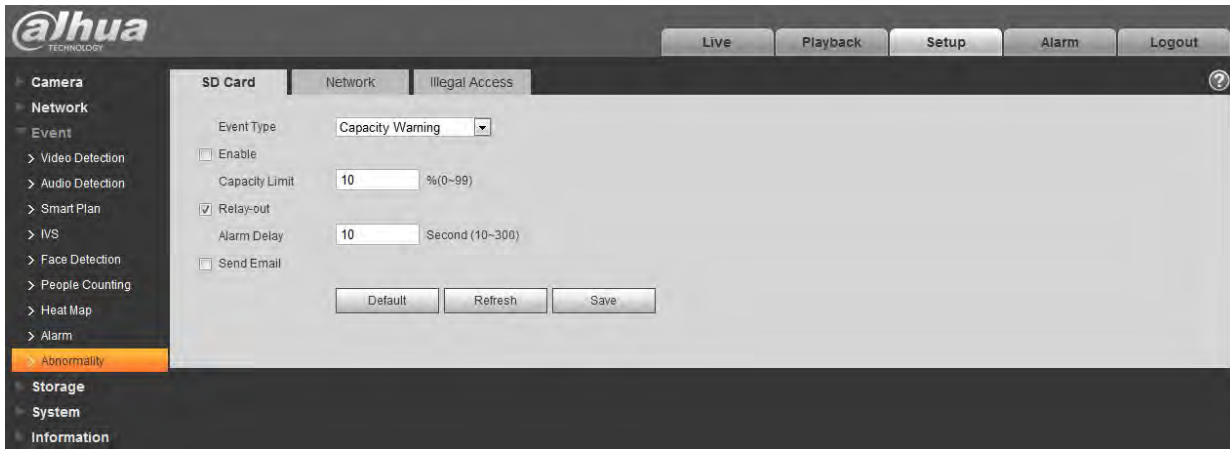 alhua
TECHNOLOGY
Live
Playback
Setup
Alarm
Logout
Camera
Network
Event
> Video Detection
> Audio Detection
> Smart Plan
> IVS
> Face Detection
> People Counting
> Heat Map
> Alarm
> Abnormality
Storage
System
Information
SD Card
Network
Illegal Access
?
Event Type
Capacity Warning
Enable
Capacity Limit
10
%(0~99)
Relay-out
Alarm Delay
10
Second (10~300)
Send Email
Default
Refresh
Save